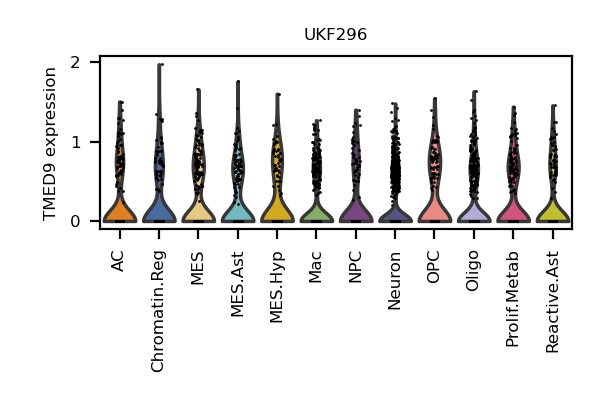 UKF296
TMED9 expression
2
1
0
AC
Chromatin.Reg
MES
MES.Ast
MES.Hyp
Mac
NPC
Neuron
OPC
Oligo
Prolif.Metab
Reactive.Ast